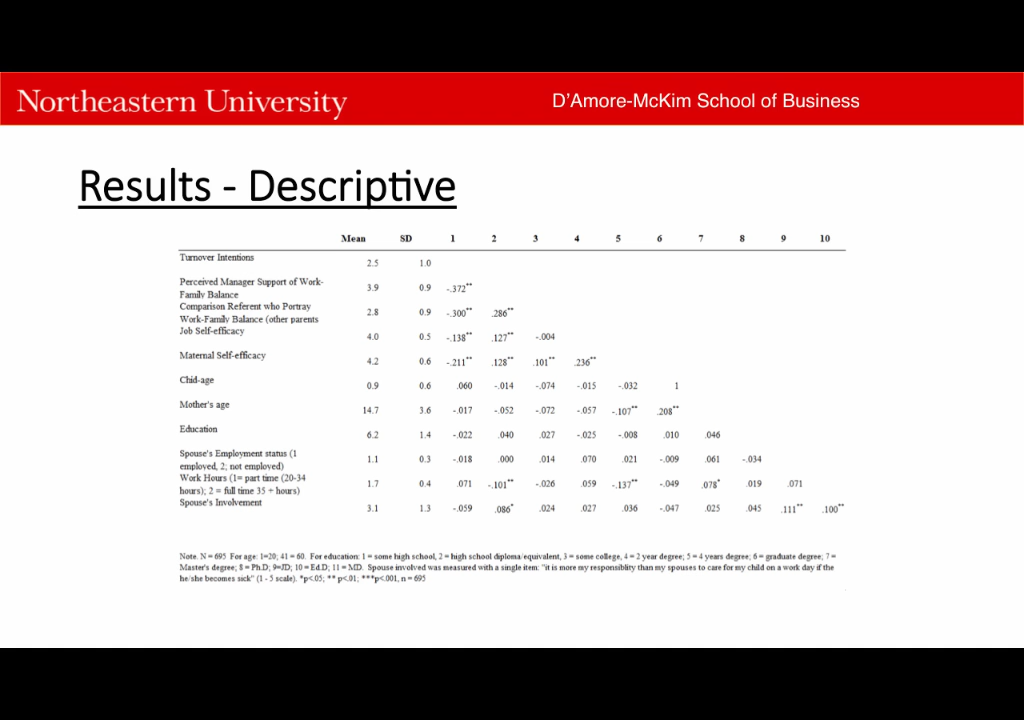 Northeastern University D'Amore-McKim School of Business
Results - Descriptive
Mean SD 1 2 3 4 5 6 7 8 9 10
Turnover Intentions 2.5 1.0
Perceived Manager Support of Work-
Family Balance 3.9 0.9 -.372**
Comparison Referent who Portray
Work-Family Balance (other parents 2.8 0.9 -.300** .286**
Job Self-efficacy 4.0 0.5 -.138** .127** -.004
Maternal Self-efficacy 4.2 0.6 -.211** .128** .101** .236**
Chid-age 0.9 0.6 .060 -.014 -.074 -.015 -.032 1
Mother's age 14.7 3.6 -.017 -.052 -.072 -.057 -.107** .208**
Education 6.2 1.4 -.022 .040 .027 -.025 -.008 .010 .046
Spouse's Employment status (1
employed, 2; not employed) 1.1 0.3 -.018 .000 .014 .070 .021 -.009 .061 -.034
Work Hours (1= part time (20-34
hours); 2 = full time 35 + hours) 1.7 0.4 .071 -.101** -.026 .059 -.137** -.049 .078* .019 .071
Spouse's Involvement 3.1 1.3 -.059 .086* .024 .027 .036 -.047 .025 .045 .111** .100**
Note. N = 695 For age: 1=20; 41 = 60. For education: 1 = some high school, 2 = high school diploma/equivalent, 3 = some college, 4 = 2 year degree; 5 = 4 years degree; 6 = graduate degree; 7 =
Master's degree; 8 = Ph.D; 9=JD; 10 = Ed.D; 11 = MD. Spouse involved was measured with a single item: "it is more my responsiblity than my spouses to care for my child on a work day if the
he/she becomes sick" (1 - 5 scale). *p<.05; ** p<.01; ***p<.001, n = 695